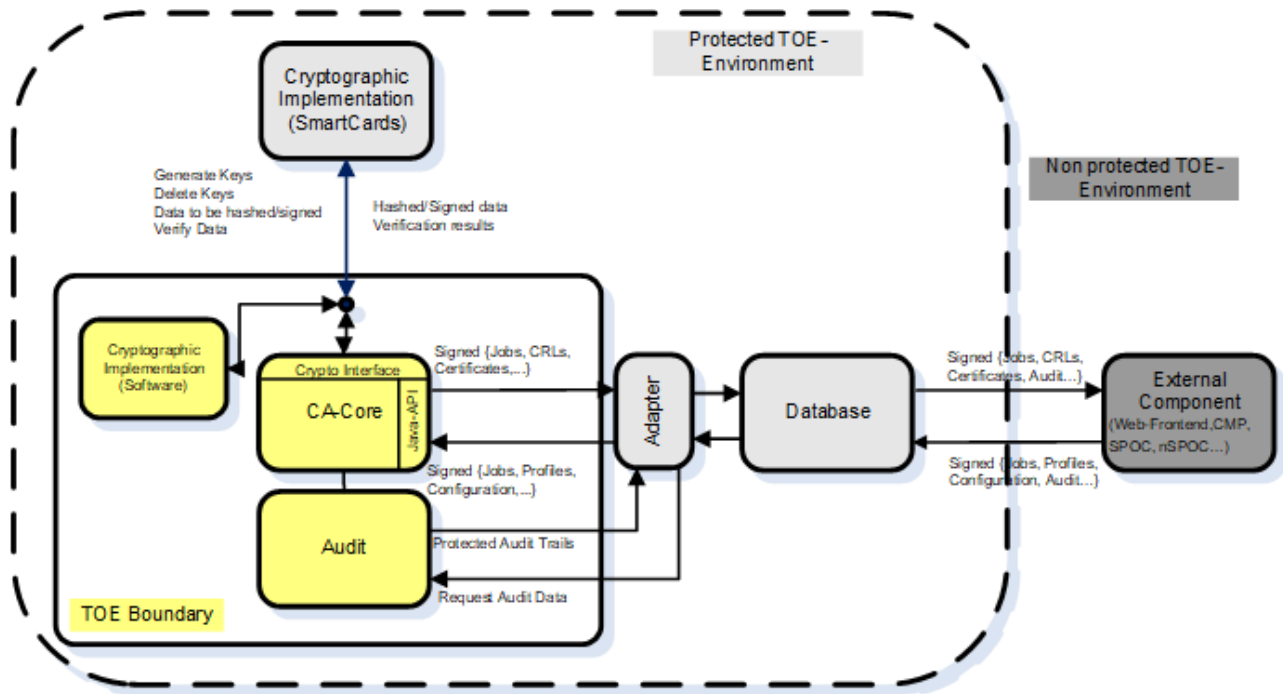 Protected TOE -
Environment
Cryptographic
Implementation
(SmartCards)
Non protected TOE-
Environment
Generate Keys
Delete Keys
Data to be hashed/signed
Verify Data
Hashed/Signed data
Verification results
Cryptographic
Implementation
(Software)
Crypto Interface
CA-Core
Java-API
Signed {Jobs, CRLs,
Certificates,...}
Signed {Jobs, Profiles,
Configuration,...}
Adapter
Database
Signed {Jobs, CRLs,
Certificates, Audit...}
Signed {Jobs, Profiles,
Configuration, Audit...}
External
Component
(Web-Frontend,CMP,
SPOC, nSPOC...)
Audit
Protected Audit Trails
Request Audit Data
TOE Boundary